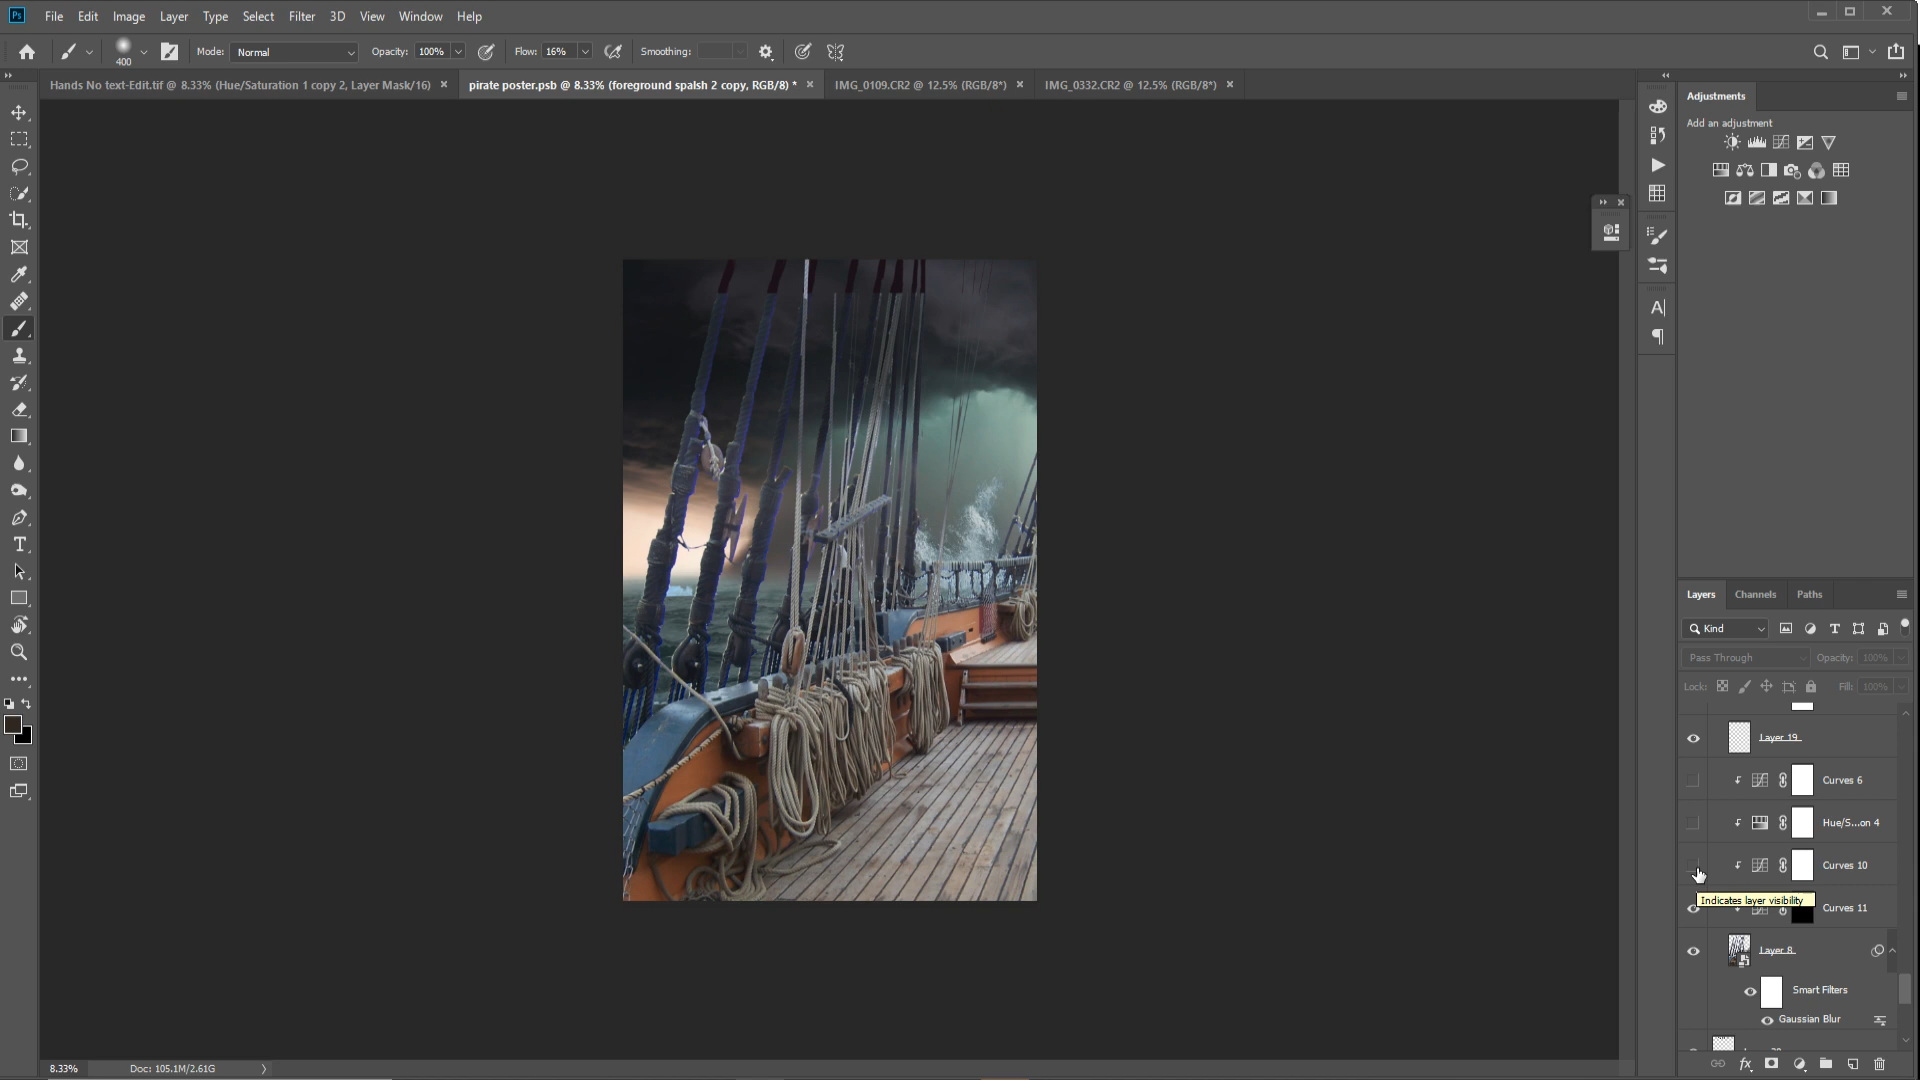 Ps File Edit Image Layer Type Select Filter 3D View Window Help
400 Mode: Normal Opacity: 100% Flow: 16% Smoothing:
Hands No text-Edit.tif @ 8.33% (Hue/Saturation 1 copy 2, Layer Mask/16) pirate poster.psb @ 8.33% (foreground spalsh 2 copy, RGB/8) * IMG_0109.CR2 @ 12.5% (RGB/8*) IMG_0332.CR2 @ 12.5% (RGB/8*)
Adjustments
Add an adjustment
Layers Channels Paths
Kind
Pass Through Opacity: 100%
Lock: Fill: 100%
Layer 19
Curves 6
Hue/S...on 4
Curves 10
Indicates layer visibility
Curves 11
Layer 8
Smart Filters
Gaussian Blur
8.33% Doc: 105.1M/2.61G